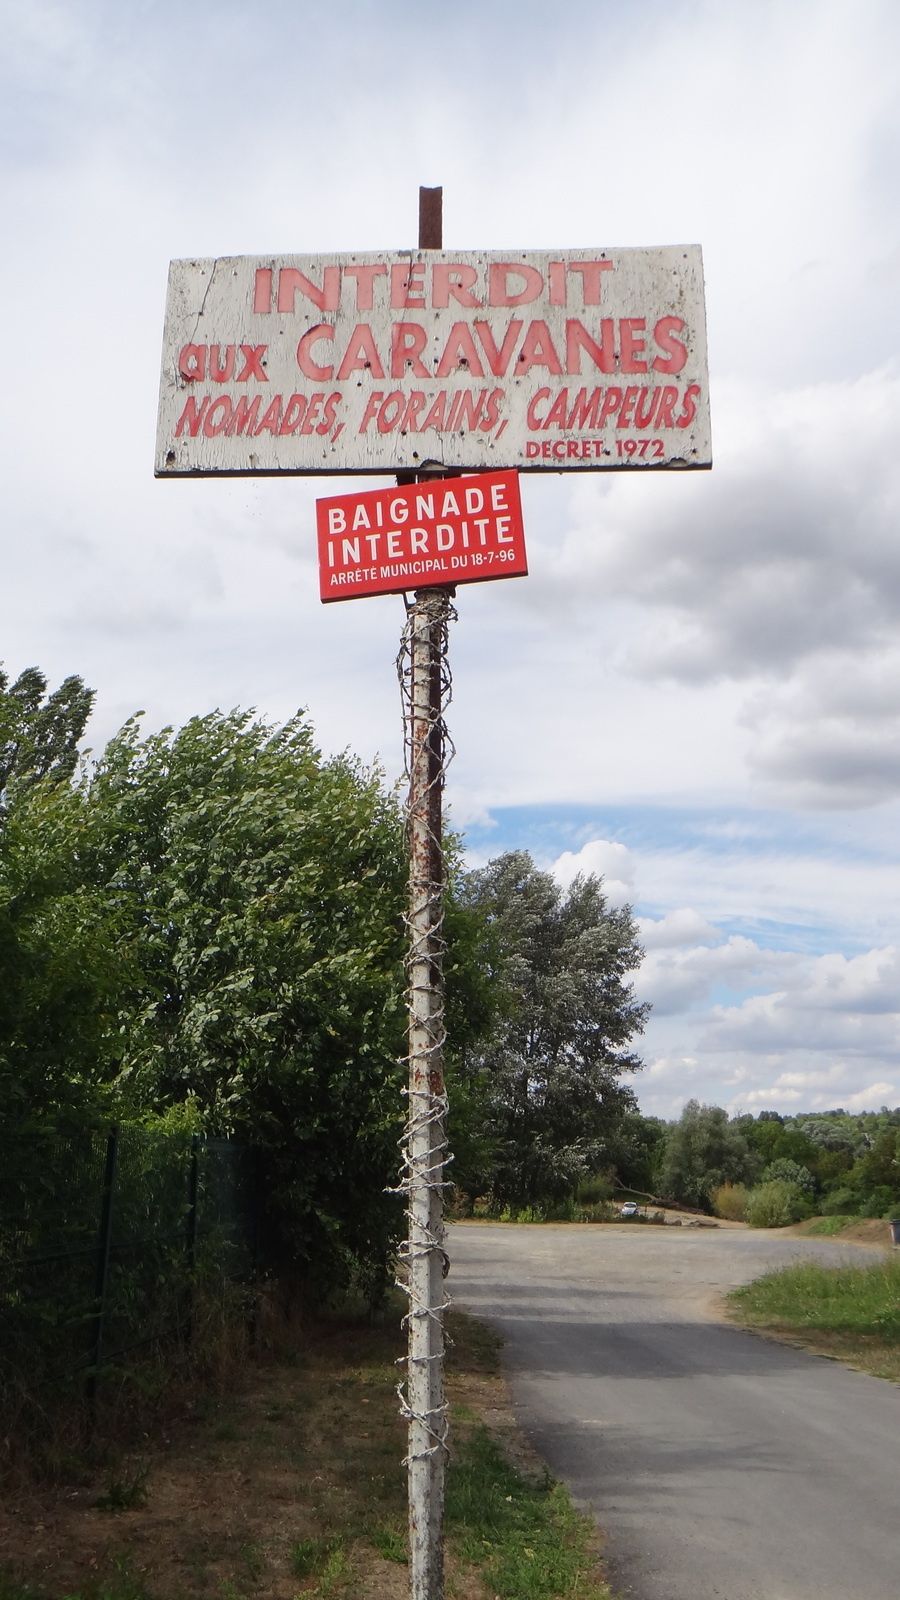 INTERDIT
aux CARAVANES
NOMADES, FORAINS, CAMPEURS
DECRET 1972
BAIGNADE
INTERDITE
ARRÊTÉ MUNICIPAL DU 18-7-96